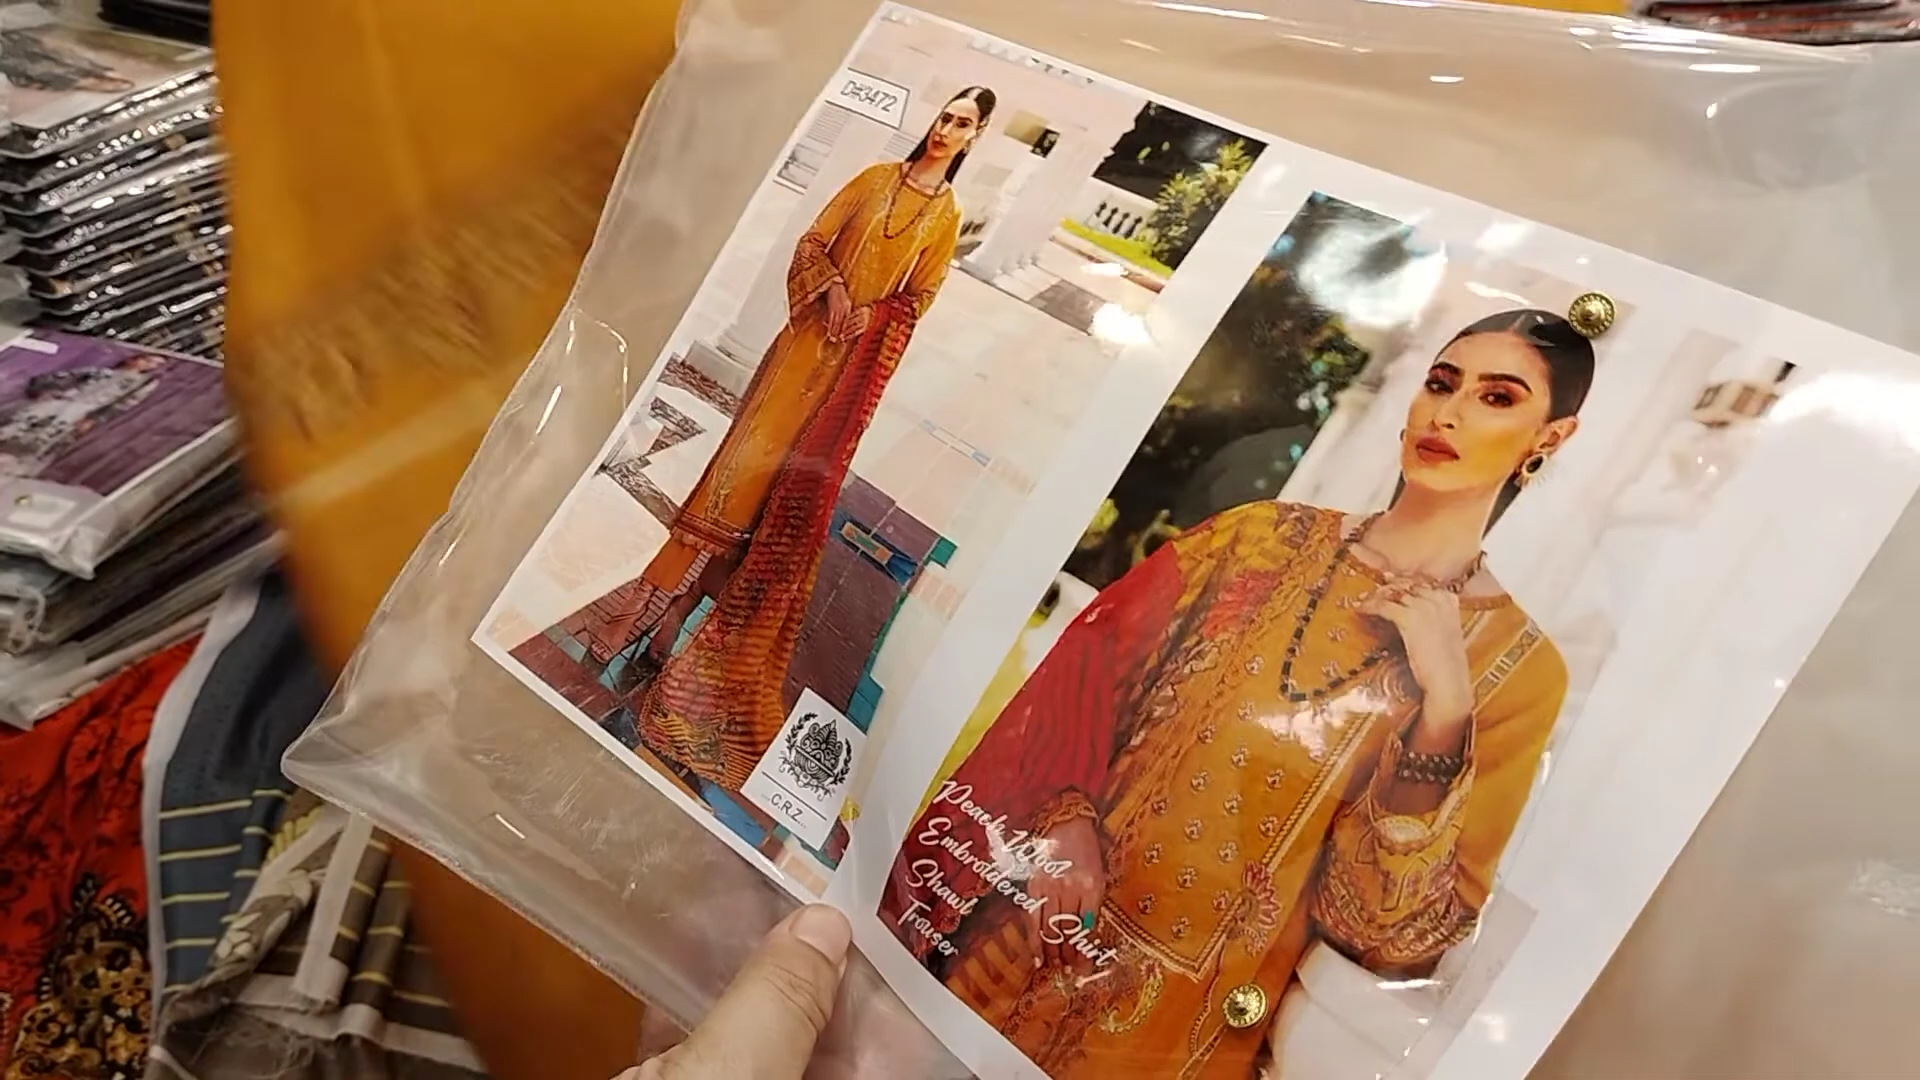 D#3472
C.R.Z
Peach Wool
Embroidered Shirt
Shawl
Trouser